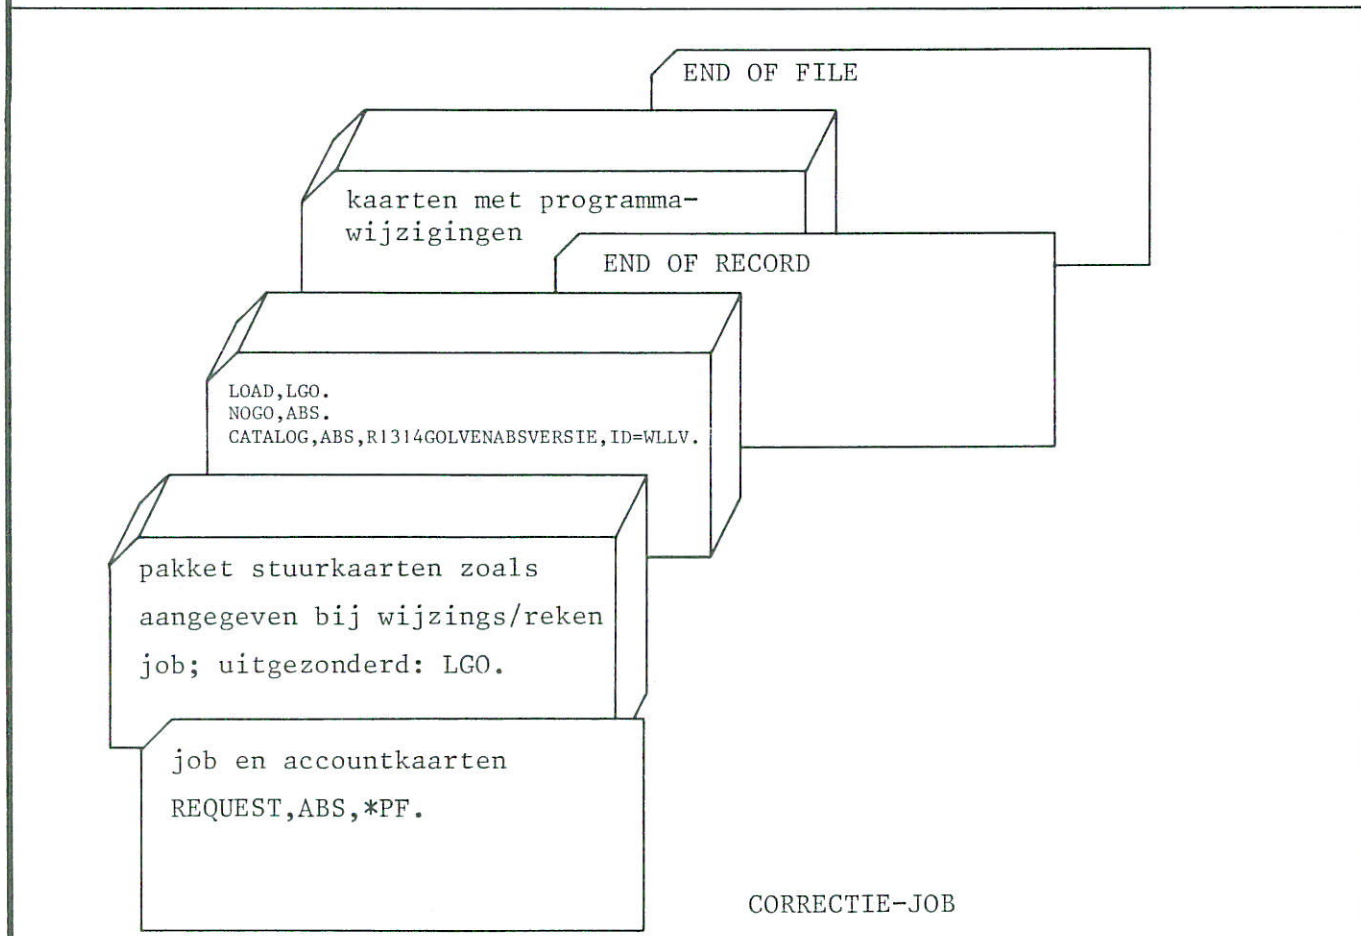 END OF FILE
kaarten met programma-
wijzigingen
END OF RECORD
LOAD,LGO.
NOGO,ABS.
CATALOG,ABS,R1314GOLVENABSVERSIE,ID=WLLV.
pakket stuurkaarten zoals
aangegeven bij wijzings/reken
job; uitgezonderd: LGO.
job en accountkaarten
REQUEST,ABS,*PF.
CORRECTIE-JOB